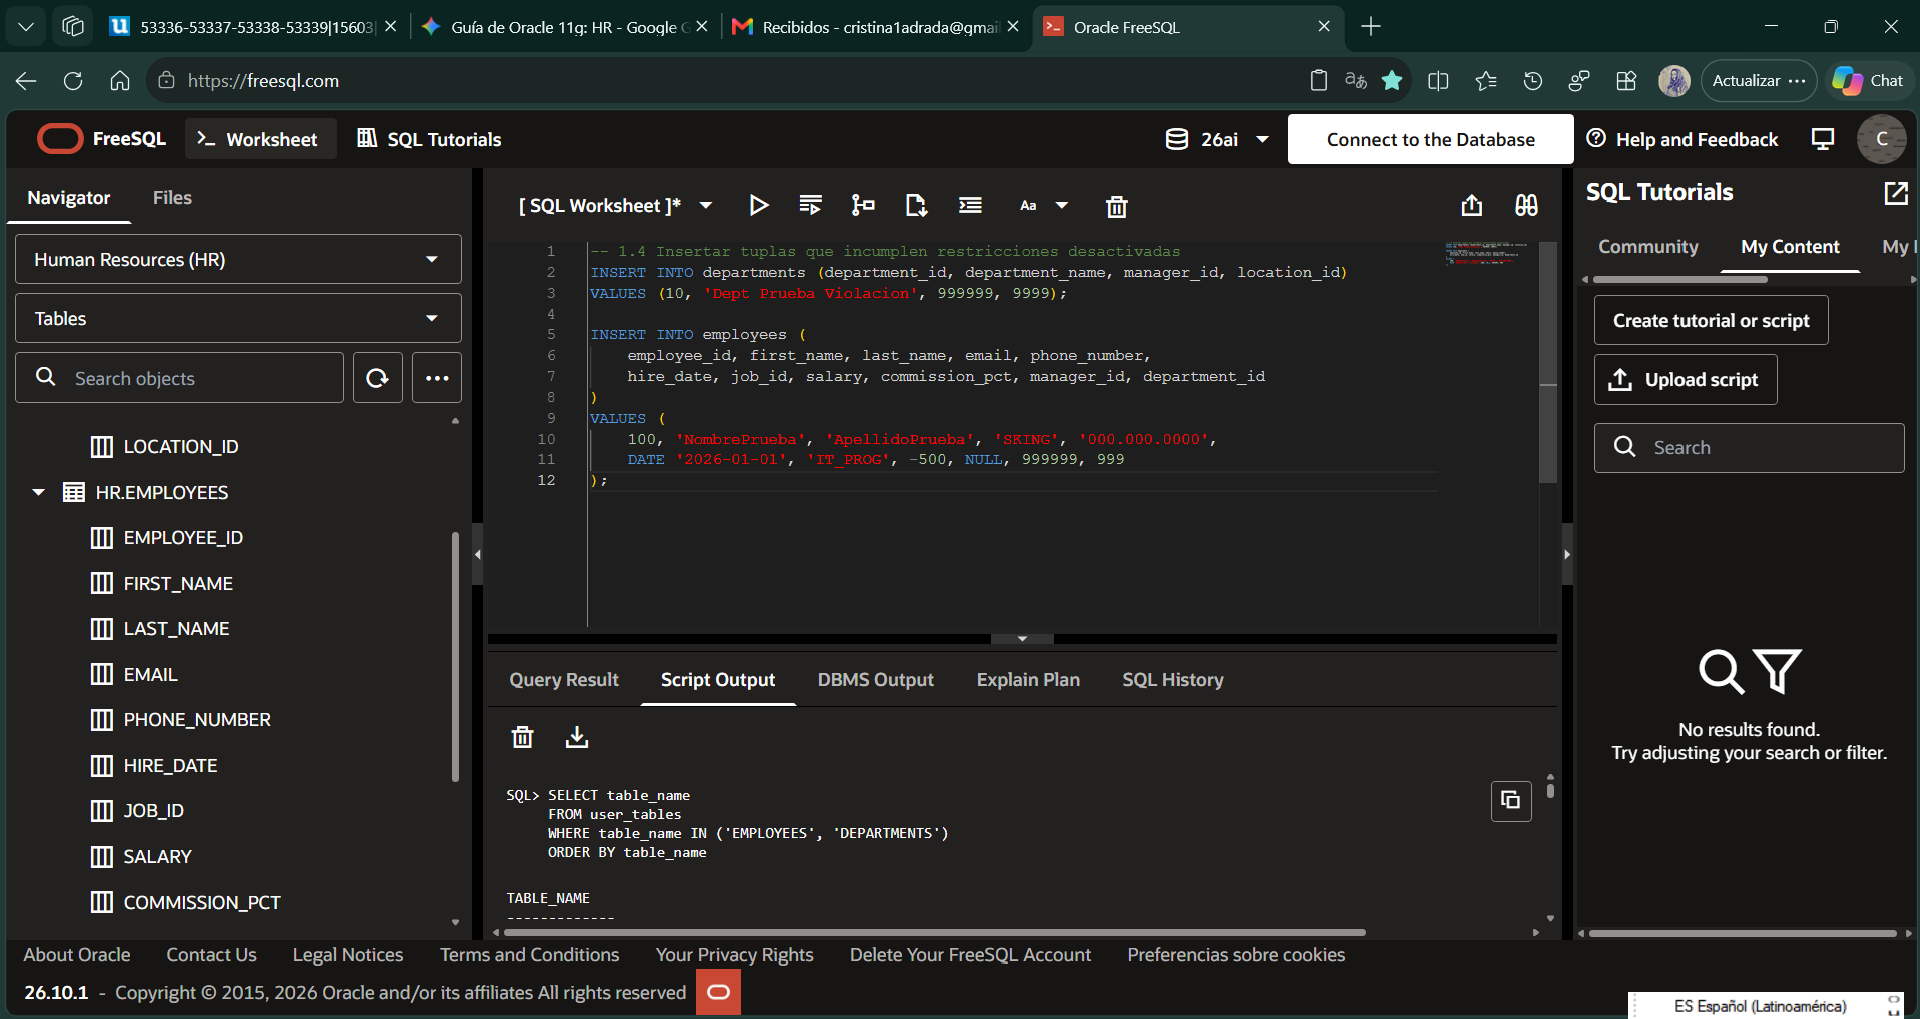 53336-53337-53338-53339|15603|
Guía de Oracle 11g: HR - Google G
Recibidos - cristina1adrada@gmai
Oracle FreeSQL
https://freesql.com
Actualizar
Chat
FreeSQL
Worksheet
SQL Tutorials
26ai
Connect to the Database
Help and Feedback
C
Navigator
Files
Human Resources (HR)
Tables
Search objects
LOCATION_ID
HR.EMPLOYEES
EMPLOYEE_ID
FIRST_NAME
LAST_NAME
EMAIL
PHONE_NUMBER
HIRE_DATE
JOB_ID
SALARY
COMMISSION_PCT
[ SQL Worksheet ]*
Aa
1 -- 1.4 Insertar tuplas que incumplen restricciones desactivadas
2 INSERT INTO departments (department_id, department_name, manager_id, location_id)
3 VALUES (10, 'Dept Prueba Violacion', 999999, 9999);
4
5 INSERT INTO employees (
6 employee_id, first_name, last_name, email, phone_number,
7 hire_date, job_id, salary, commission_pct, manager_id, department_id
8 )
9 VALUES (
10 100, 'NombrePrueba', 'ApellidoPrueba', 'SKING', '000.000.0000',
11 DATE '2026-01-01', 'IT_PROG', -500, NULL, 999999, 999
12 );
Query Result
Script Output
DBMS Output
Explain Plan
SQL History
SQL> SELECT table_name
FROM user_tables
WHERE table_name IN ('EMPLOYEES', 'DEPARTMENTS')
ORDER BY table_name
TABLE_NAME
-------------
SQL Tutorials
Community
My Content
My
Create tutorial or script
Upload script
Search
No results found.
Try adjusting your search or filter.
About Oracle
Contact Us
Legal Notices
Terms and Conditions
Your Privacy Rights
Delete Your FreeSQL Account
Preferencias sobre cookies
26.10.1 - Copyright © 2015, 2026 Oracle and/or its affiliates All rights reserved
ES Español (Latinoamérica)